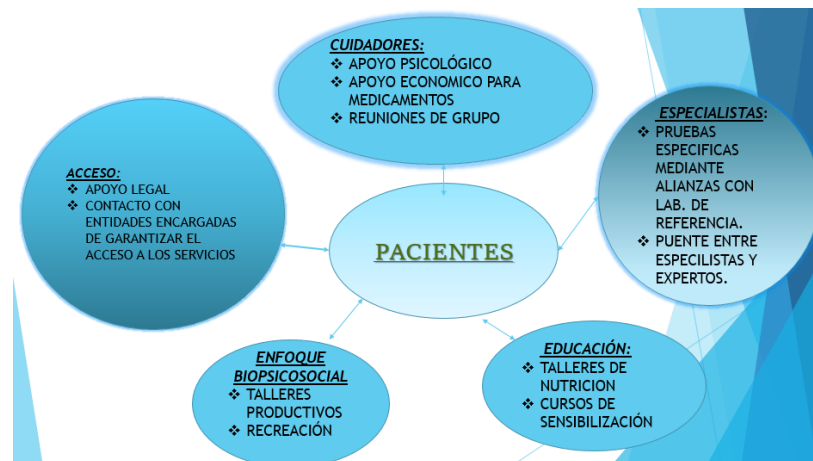 CUIDADORES:
❖ APOYO PSICOLÓGICO
❖ APOYO ECONOMICO PARA
MEDICAMENTOS
❖ REUNIONES DE GRUPO
ESPECIALISTAS:
❖ PRUEBAS
ESPECIFICAS
MEDIANTE
ALIANZAS CON
LAB. DE
REFERENCIA.
❖ PUENTE ENTRE
ESPECILISTAS Y
EXPERTOS.
ACCESO:
❖ APOYO LEGAL
❖ CONTACTO CON
ENTIDADES ENCARGADAS
DE GARANTIZAR EL
ACCESO A LOS SERVICIOS
PACIENTES
ENFOQUE
BIOPSICOSOCIAL
❖ TALLERES
PRODUCTIVOS
❖ RECREACIÓN
EDUCACIÓN:
❖ TALLERES DE
NUTRICION
❖ CURSOS DE
SENSIBILIZACIÓN